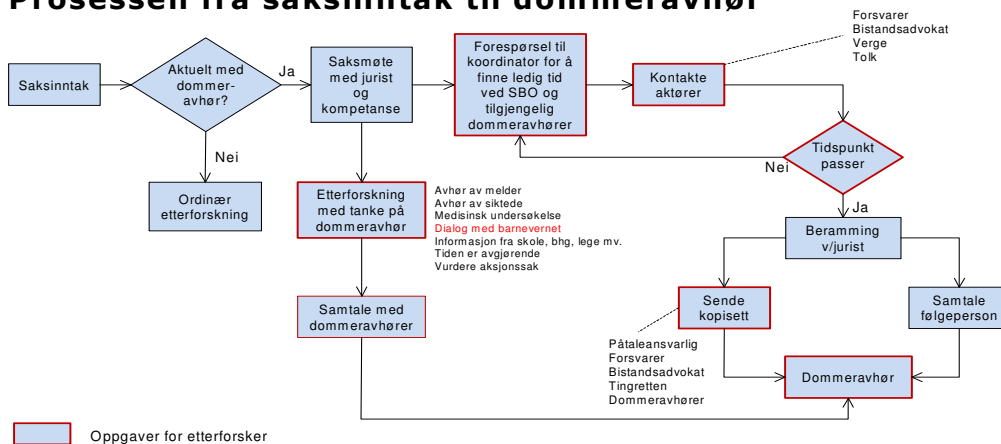 Prosessen fra saksinntak til dommeravhør
Saksinntak
Aktuelt med
dommer-
avhør?
Ja
Nei
Ordinær
etterforskning
Saksmøte
med jurist
og
kompetanse
Forespørsel til
koordinator for å
finne ledig tid
ved SBO og
tilgjengelig
dommeravhører
Kontakte
aktører
Forsvarer
Bistandsadvokat
Verge
Tolk
Tidspunkt
passer
Nei
Ja
Etterforskning
med tanke på
dommeravhør
Avhør av melder
Avhør av siktede
Medisinsk undersøkelse
Dialog med barnevernet
Informasjon fra skole, bhg, lege mv.
Tiden er avgjørende
Vurdere aksjonssak
Beramming
v/jurist
Samtale med
dommeravhører
Sende
kopisett
Samtale
følgeperson
Påtaleansvarlig
Forsvarer
Bistandsadvokat
Tingretten
Dommeravhører
Dommeravhør
Oppgaver for etterforsker